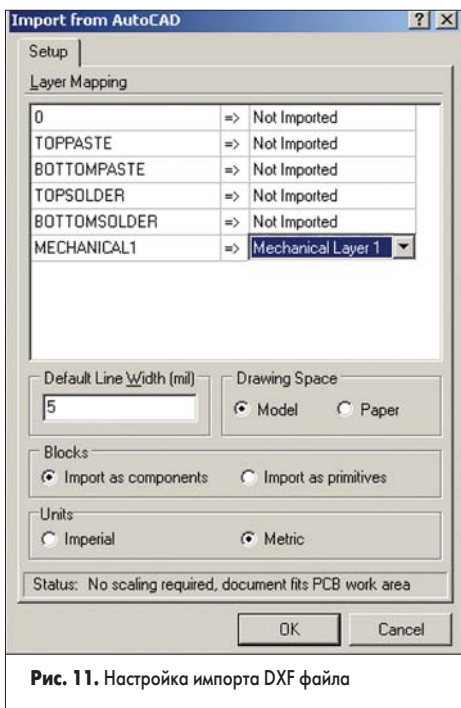 Import from AutoCAD
Setup
Layer Mapping
0 => Not Imported
TOPPASTE => Not Imported
BOTTOMPASTE => Not Imported
TOPSOLDER => Not Imported
BOTTOMSOLDER => Not Imported
MECHANICAL1 => Mechanical Layer 1
Default Line Width (mil)
5
Drawing Space
Model Paper
Blocks
Import as components Import as primitives
Units
Imperial Metric
Status: No scaling required, document fits PCB work area
OK Cancel
Рис. 11. Настройка импорта DXF файла